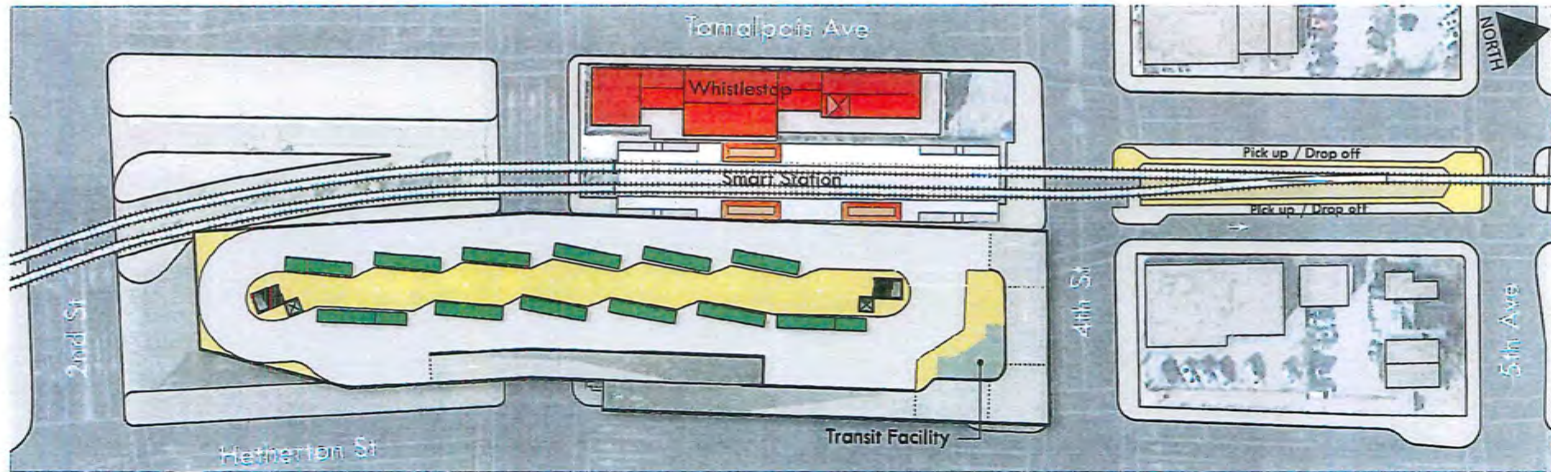 Tamalpais Ave
NORTH
Whistlestop
Pick up / Drop off
Smart Station
Pick up / Drop off
2nd St
4th St
5th Ave
Transit Facility
Hetherton St